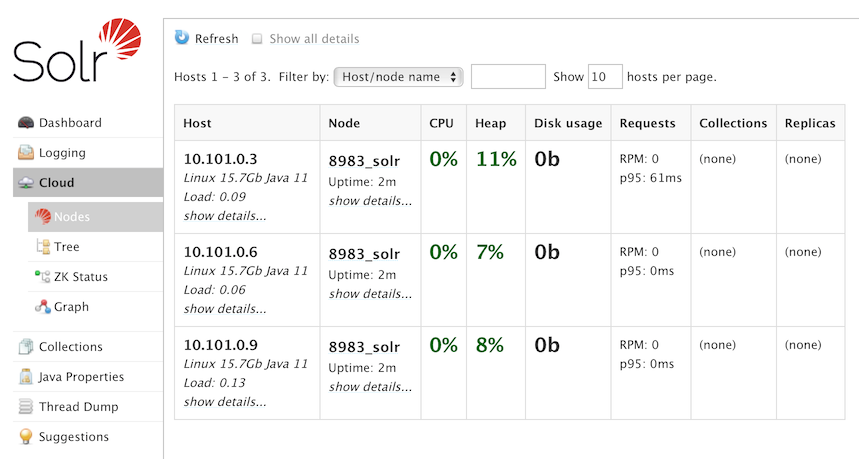 Solr
Dashboard
Logging
Cloud
Nodes
Tree
ZK Status
Graph
Collections
Java Properties
Thread Dump
Suggestions
Refresh Show all details
Hosts 1 – 3 of 3. Filter by: Host/node name Show 10 hosts per page.
Host Node CPU Heap Disk usage Requests Collections Replicas
10.101.0.3 8983_solr 0% 11% 0b RPM: 0 (none) (none)
Linux 15.7Gb Java 11 Uptime: 2m p95: 61ms
Load: 0.09 show details...
show details...
10.101.0.6 8983_solr 0% 7% 0b RPM: 0 (none) (none)
Linux 15.7Gb Java 11 Uptime: 2m p95: 0ms
Load: 0.06 show details...
show details...
10.101.0.9 8983_solr 0% 8% 0b RPM: 0 (none) (none)
Linux 15.7Gb Java 11 Uptime: 2m p95: 0ms
Load: 0.13 show details...
show details...